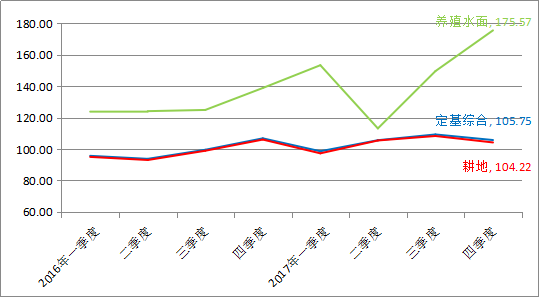 180.00
160.00
140.00
120.00
100.00
80.00
60.00
养殖水面, 175.57
定基综合, 105.75
耕地, 104.22
2016年一季度
二季度
三季度
四季度
2017年一季度
二季度
三季度
四季度